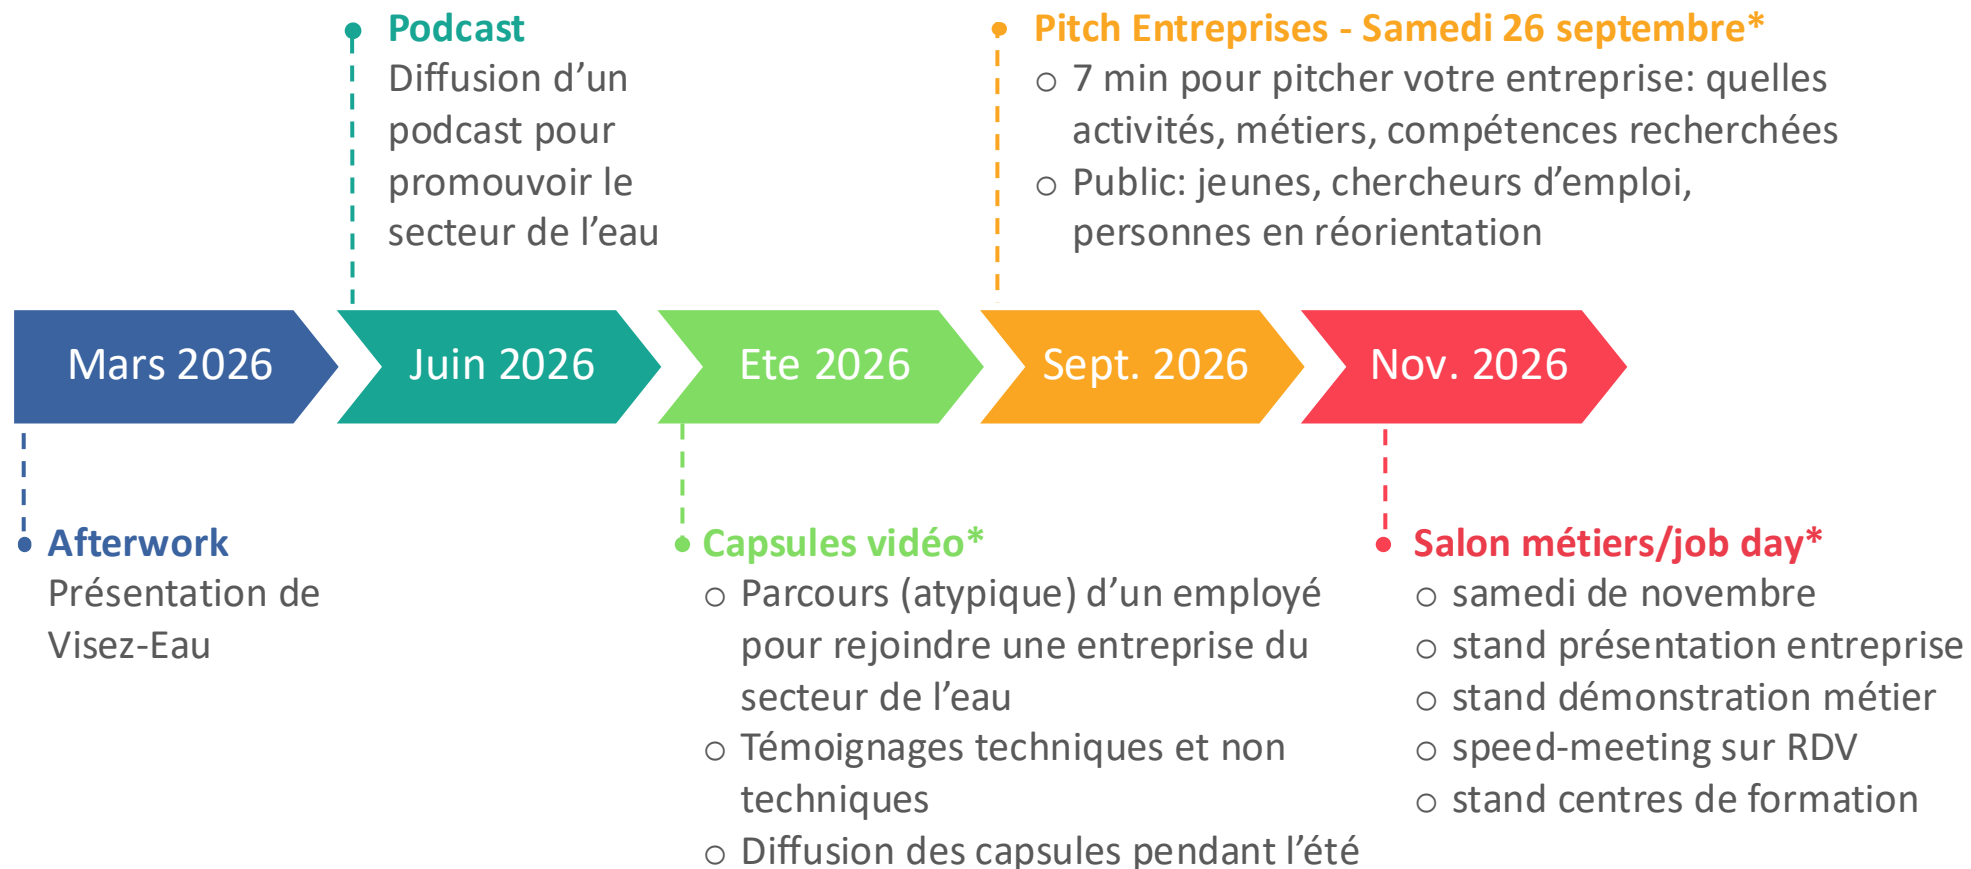 Podcast
Diffusion d’un
podcast pour
promouvoir le
secteur de l’eau
Pitch Entreprises - Samedi 26 septembre*
o 7 min pour pitcher votre entreprise: quelles
activités, métiers, compétences recherchées
o Public: jeunes, chercheurs d’emploi,
personnes en réorientation
Mars 2026
Juin 2026
Ete 2026
Sept. 2026
Nov. 2026
Afterwork
Présentation de
Visez-Eau
Capsules vidéo*
o Parcours (atypique) d’un employé
pour rejoindre une entreprise du
secteur de l’eau
o Témoignages techniques et non
techniques
o Diffusion des capsules pendant l’été
Salon métiers/job day*
o samedi de novembre
o stand présentation entreprise
o stand démonstration métier
o speed-meeting sur RDV
o stand centres de formation